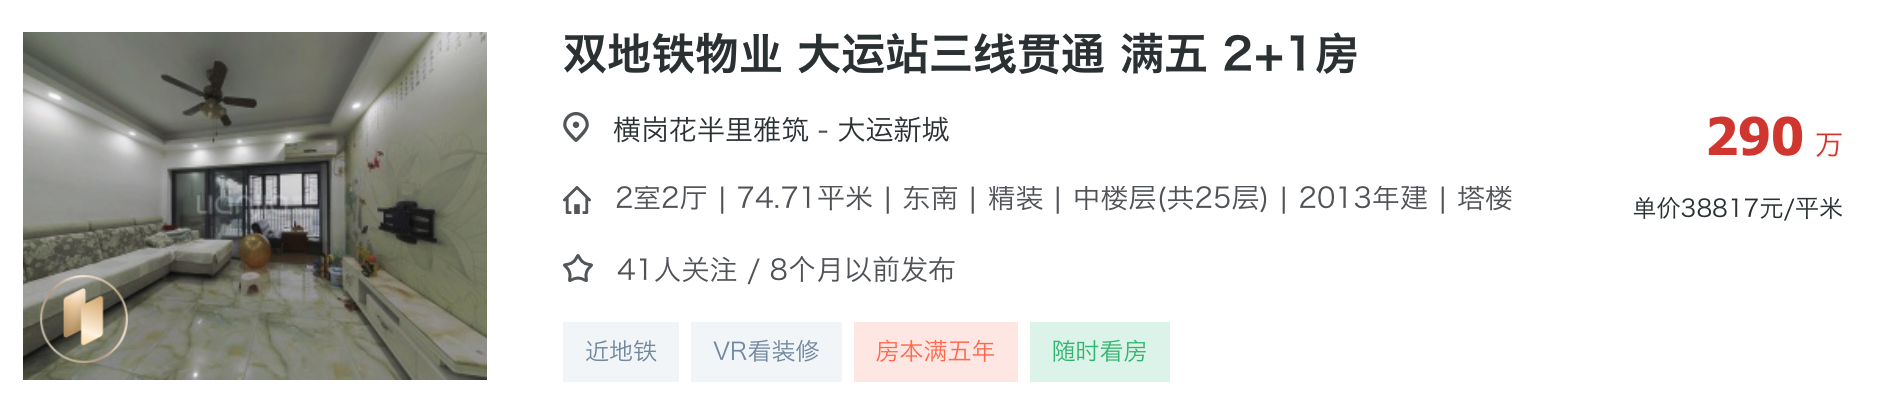 双地铁物业 大运站三线贯通 满五 2+1房
横岗花半里雅筑 - 大运新城
290 万
2室2厅 | 74.71平米 | 东南 | 精装 | 中楼层(共25层) | 2013年建 | 塔楼
单价38817元/平米
41人关注 / 8个月以前发布
近地铁 VR看装修 房本满五年 随时看房